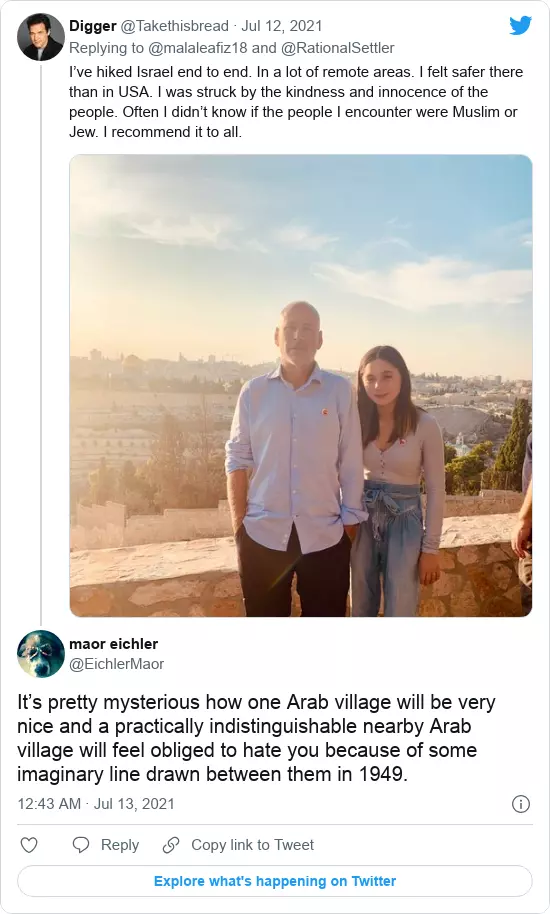 Digger @Takethisbread · Jul 12, 2021
Replying to @malaleafiz18 and @RationalSettler
I’ve hiked Israel end to end. In a lot of remote areas. I felt safer there
than in USA. I was struck by the kindness and innocence of the
people. Often I didn’t know if the people I encounter were Muslim or
Jew. I recommend it to all.
maor eichler
@EichlerMaor
It’s pretty mysterious how one Arab village will be very
nice and a practically indistinguishable nearby Arab
village will feel obliged to hate you because of some
imaginary line drawn between them in 1949.
12:43 AM · Jul 13, 2021
Reply
Copy link to Tweet
Explore what's happening on Twitter